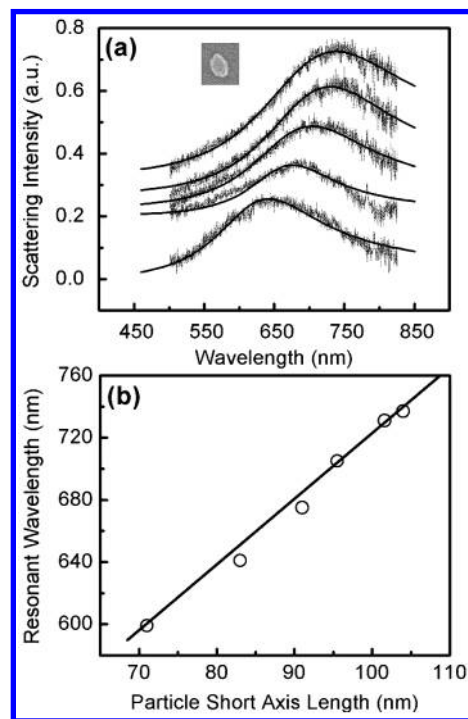 (a)
Scattering Intensity (a.u.)
0.8
0.6
0.4
0.2
0.0
450 550 650 750 850
Wavelength (nm)
(b)
Resonant Wavelength (nm)
760
720
680
640
600
70 80 90 100 110
Particle Short Axis Length (nm)